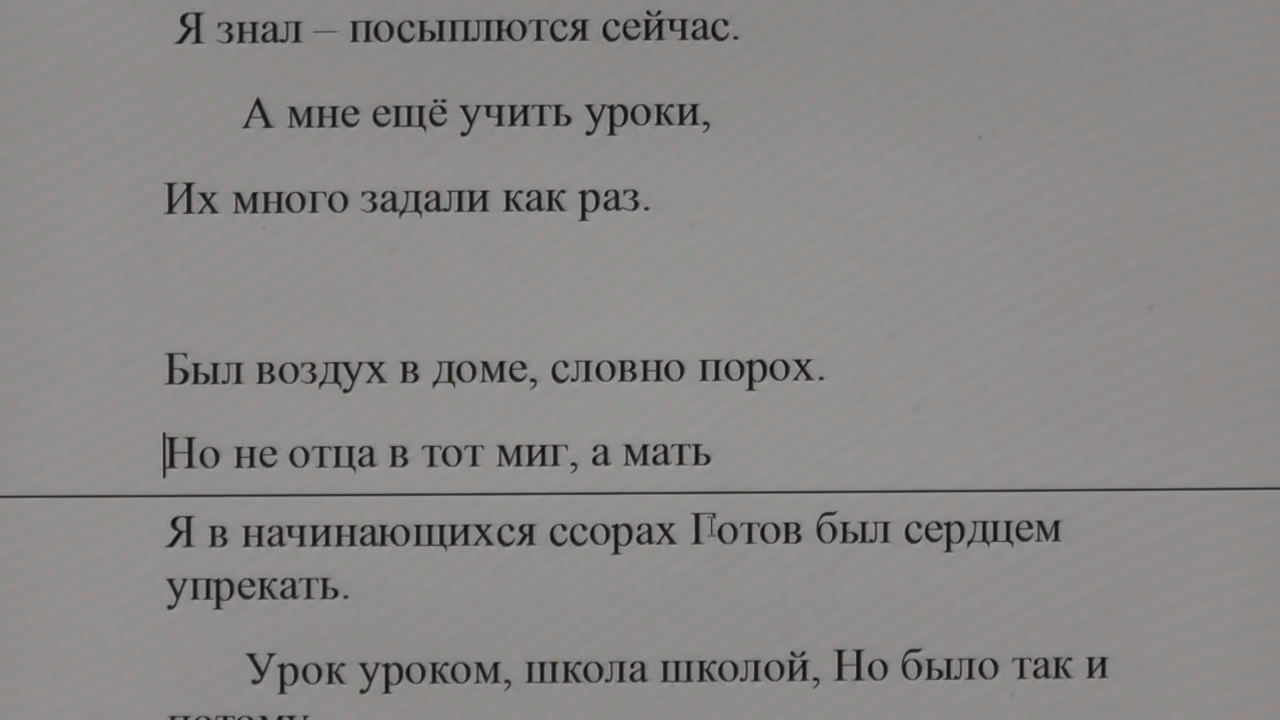 Я знал – посыплются сейчас.
А мне ещё учить уроки,
Их много задали как раз.
Был воздух в доме, словно порох.
Но не отца в тот миг, а мать
Я в начинающихся ссорах Готов был сердцем
упрекать.
Урок уроком, школа школой, Но было так и